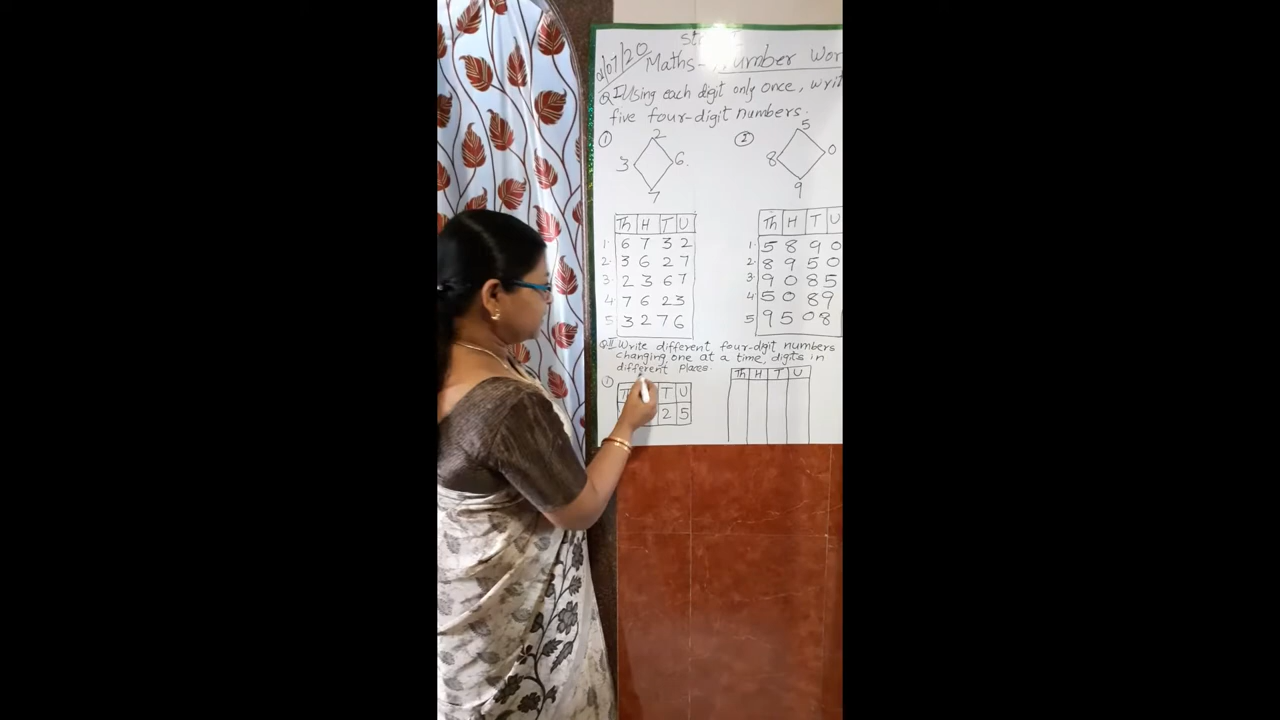 /07/20
Maths - Number Wor
Q I Using each digit only once, writ
five four-digit numbers.
① 2 3 6 7
② 5 8 0 9
Th H T U
1. 6 7 3 2
2. 3 6 2 7
3. 2 3 6 7
4. 7 6 2 3
5. 3 2 7 6
Th H T U
1. 5 8 9 0
2. 8 9 5 0
3. 9 0 8 5
4. 5 0 8 9
5. 9 5 0 8
Q.II Write different four-digit numbers
changing one at a time, digits in
different places.
①
T U
2 5
Th H T U